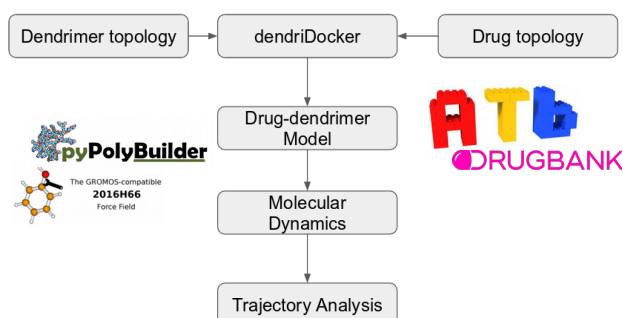 Dendrimer topology
dendriDocker
Drug topology
Drug-dendrimer
Model
ATb
DRUGBANK
pyPolyBuilder
The GROMOS-compatible
2016H66
Force Field
Molecular
Dynamics
Trajectory Analysis